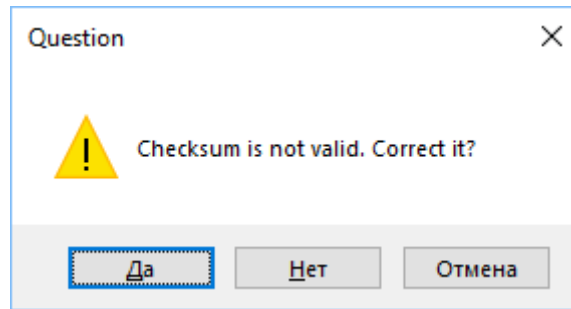 Question
Checksum is not valid. Correct it?
Да Нет Отмена